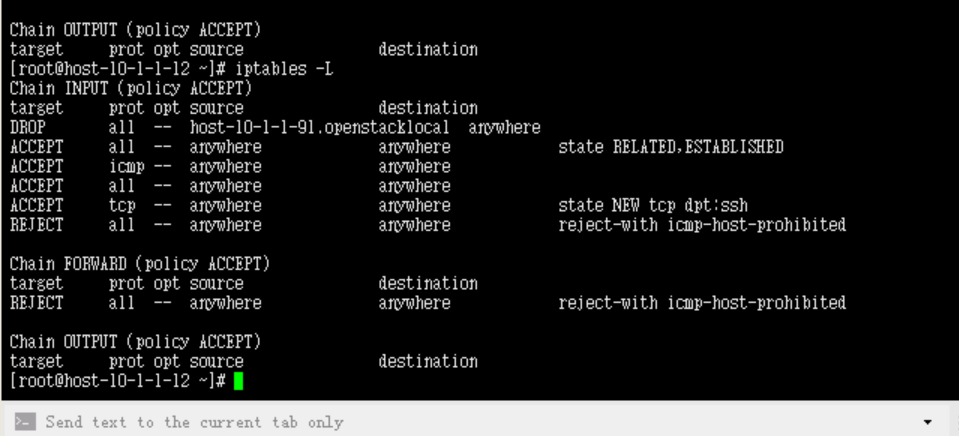 Chain OUTPUT (policy ACCEPT)
target     prot opt source               destination
[root@host-10-1-1-12 ~]# iptables -L
Chain INPUT (policy ACCEPT)
target     prot opt source               destination
DROP       all  --  host-10-1-1-91.openstacklocal  anywhere
ACCEPT     all  --  anywhere             anywhere            state RELATED,ESTABLISHED
ACCEPT     icmp --  anywhere             anywhere
ACCEPT     all  --  anywhere             anywhere
ACCEPT     tcp  --  anywhere             anywhere            state NEW tcp dpt:ssh
REJECT     all  --  anywhere             anywhere            reject-with icmp-host-prohibited
Chain FORWARD (policy ACCEPT)
target     prot opt source               destination
REJECT     all  --  anywhere             anywhere            reject-with icmp-host-prohibited
Chain OUTPUT (policy ACCEPT)
target     prot opt source               destination
[root@host-10-1-1-12 ~]#
Send text to the current tab only